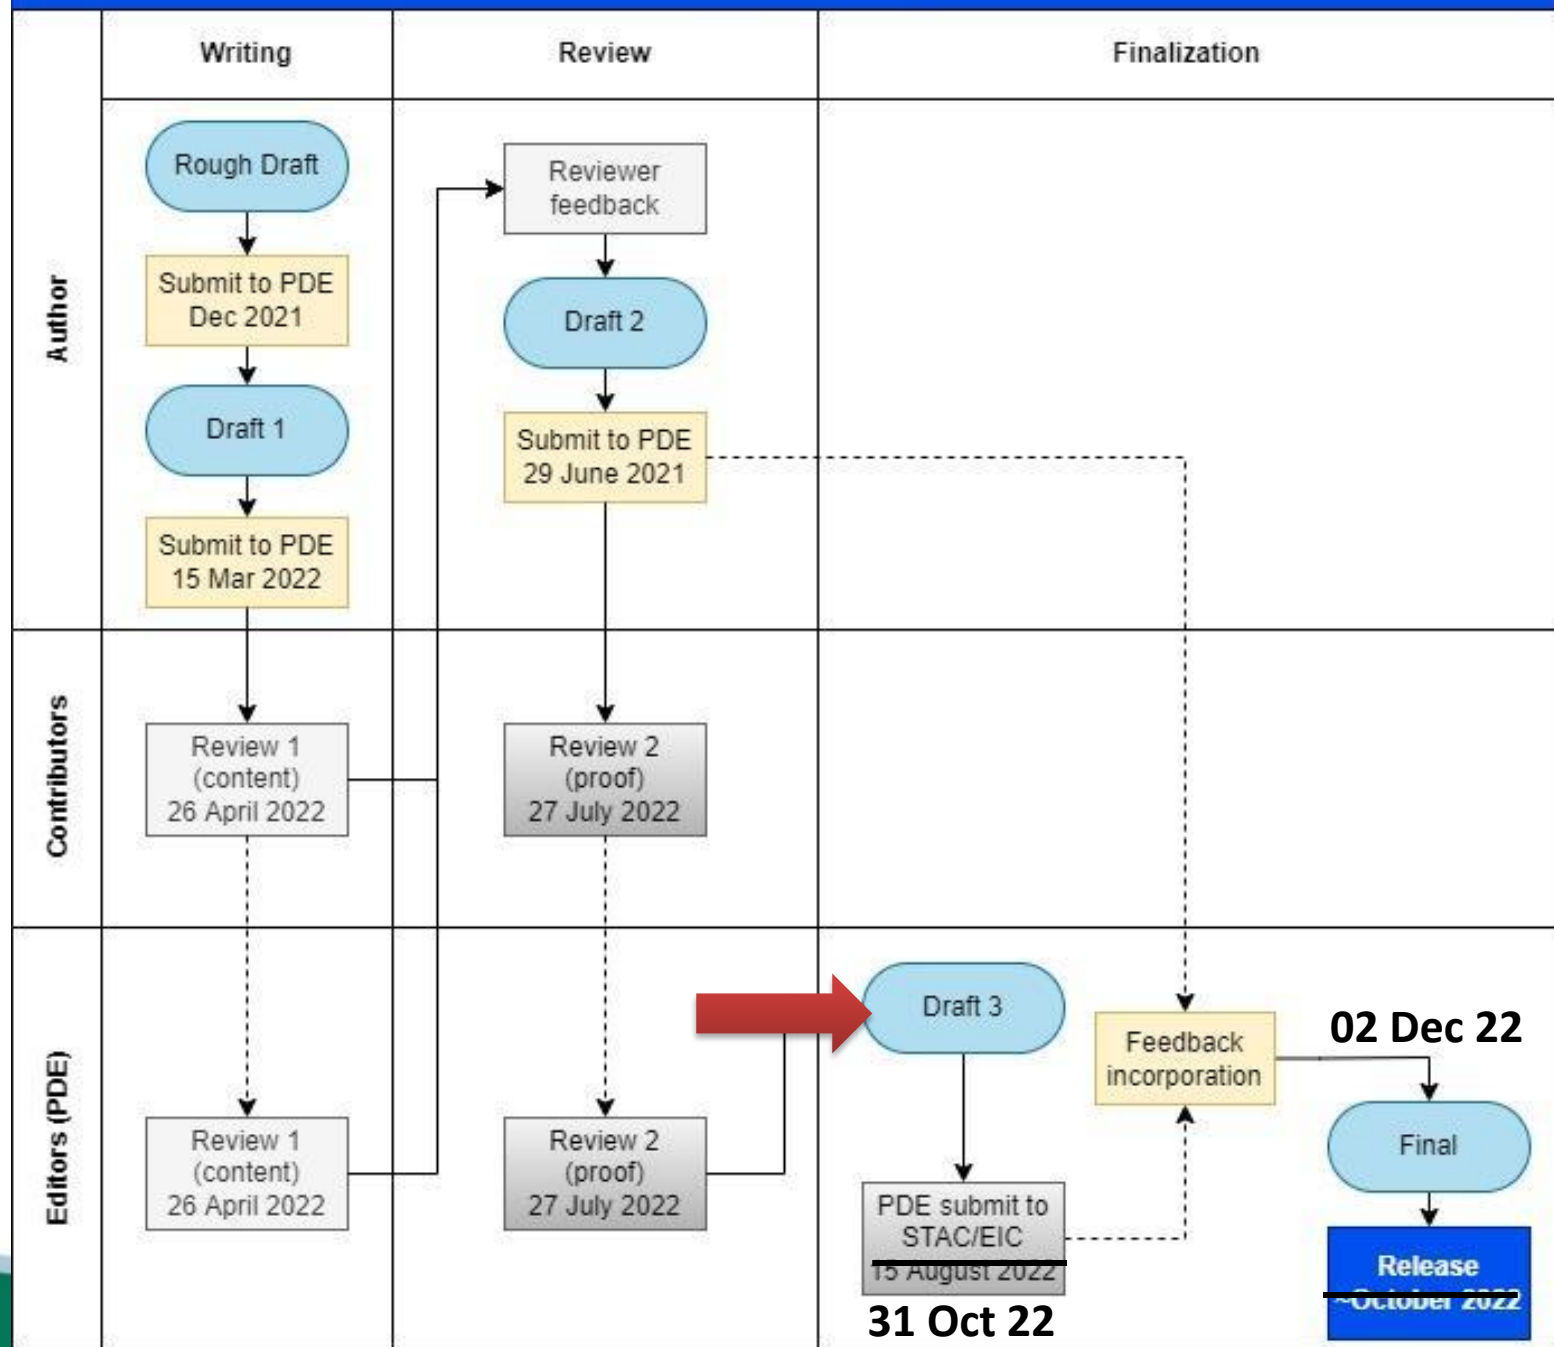 Writing
Review
Finalization
Author
Rough Draft
Submit to PDE
Dec 2021
Draft 1
Submit to PDE
15 Mar 2022
Reviewer
feedback
Draft 2
Submit to PDE
29 June 2021
Contributors
Review 1
(content)
26 April 2022
Review 2
(proof)
27 July 2022
Editors (PDE)
Review 1
(content)
26 April 2022
Review 2
(proof)
27 July 2022
Draft 3
PDE submit to
STAC/EIC
15 August 2022
31 Oct 22
Feedback
incorporation
02 Dec 22
Final
Release
~October 2022